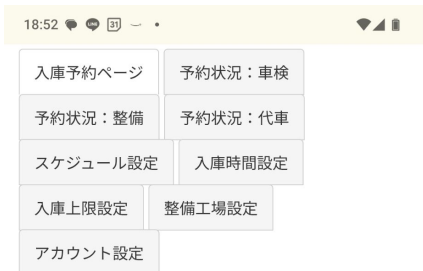 18:52 LINE 31
入庫予約ページ 予約状況：車検
予約状況：整備 予約状況：代車
スケジュール設定 入庫時間設定
入庫上限設定 整備工場設定
アカウント設定